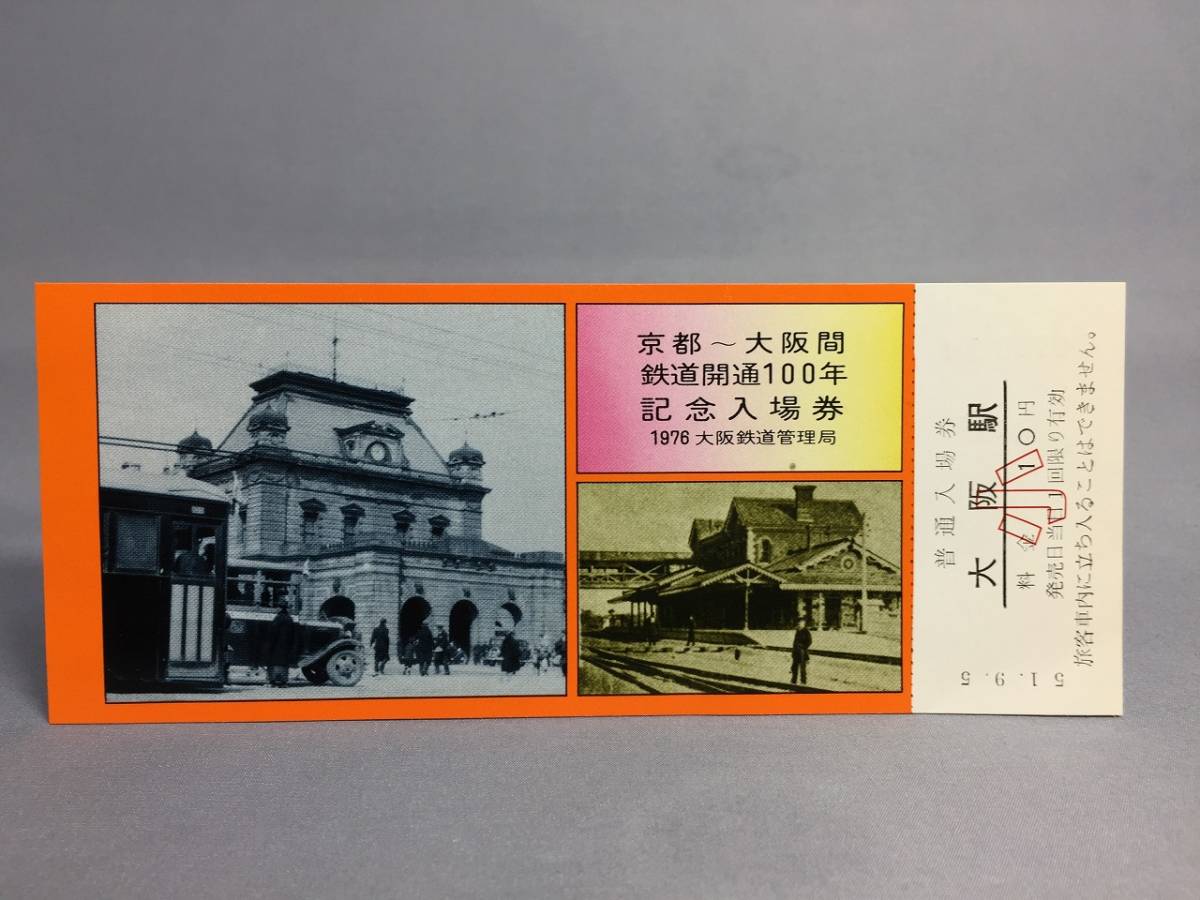 京都～大阪間
鉄道開通100年
記念入場券
1976 大阪鉄道管理局
普通入場券
大阪駅
料金10円
小
発売日当日1回限り有効
旅客車内に立ち入ることはできません。
51.9.5